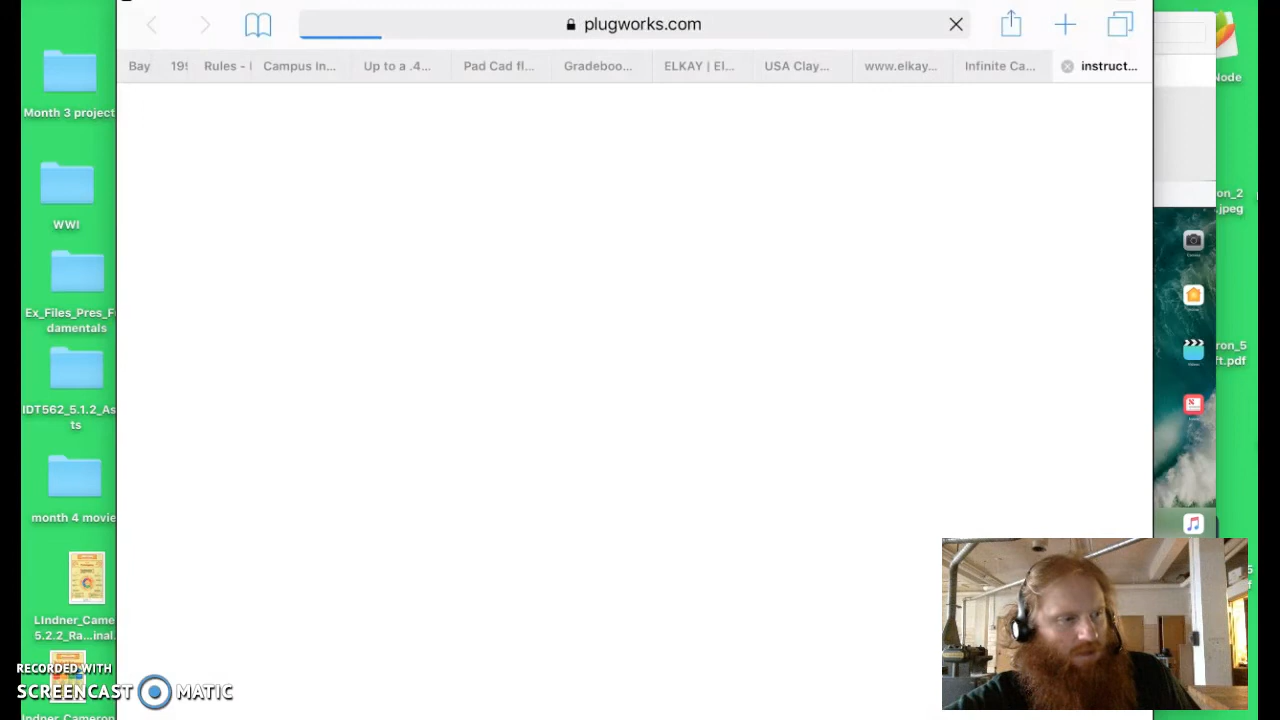 plugworks.com
Bay
Rules -
Campus In...
Up to a .4...
Pad Cad fl...
Gradeboo...
ELKAY | El...
USA Clay...
www.elkay...
Infinite Ca...
instruct...
Node
Month 3 project
WWI
on_2
.jpeg
Ex_Files_Pres_F
damentals
ron_5
ft.pdf
IDT562_5.1.2_As
ts
month 4 movie
LIndner_Came
5.2.2_Ra...inal.
RECORDED WITH
SCREENCAST MATIC
ndner_Cameron